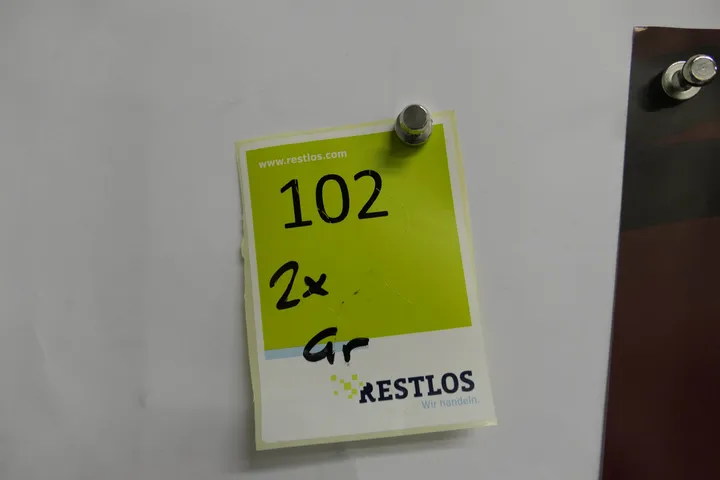 www.restlos.com
102
2x
Gr
RESTLOS
Wir handeln.